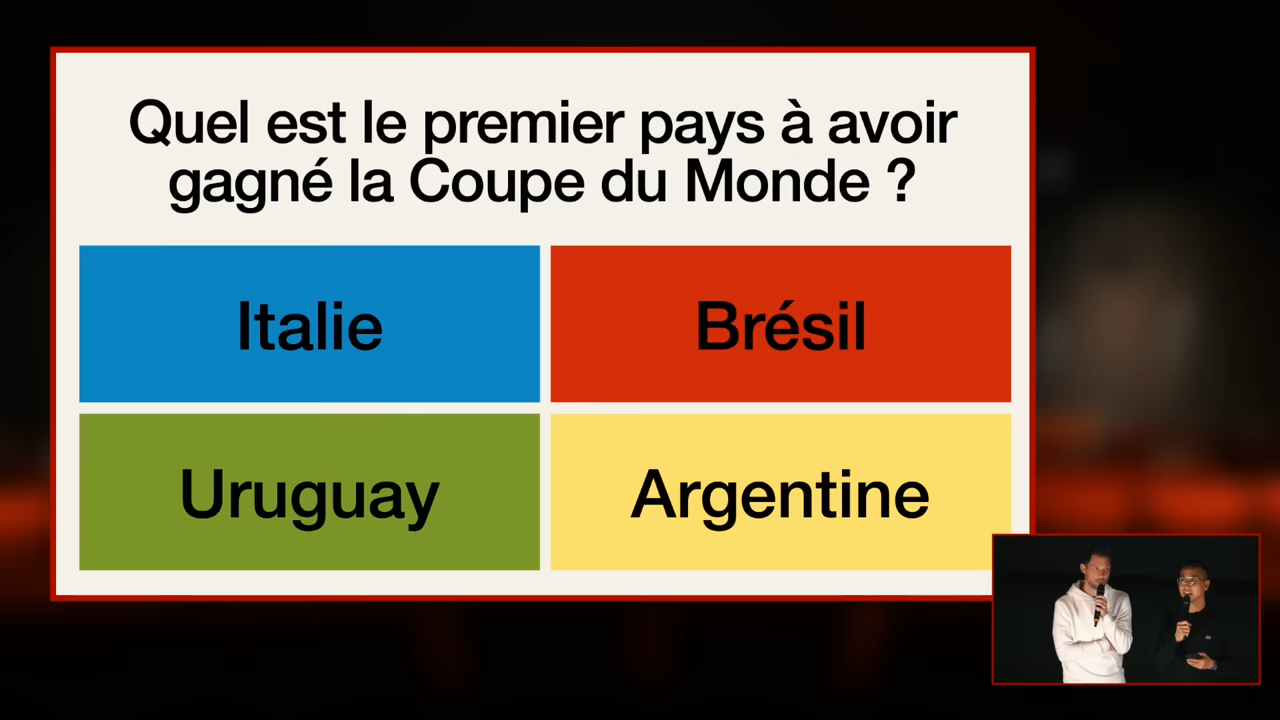 Quel est le premier pays à avoir
gagné la Coupe du Monde ?
Italie
Brésil
Uruguay
Argentine